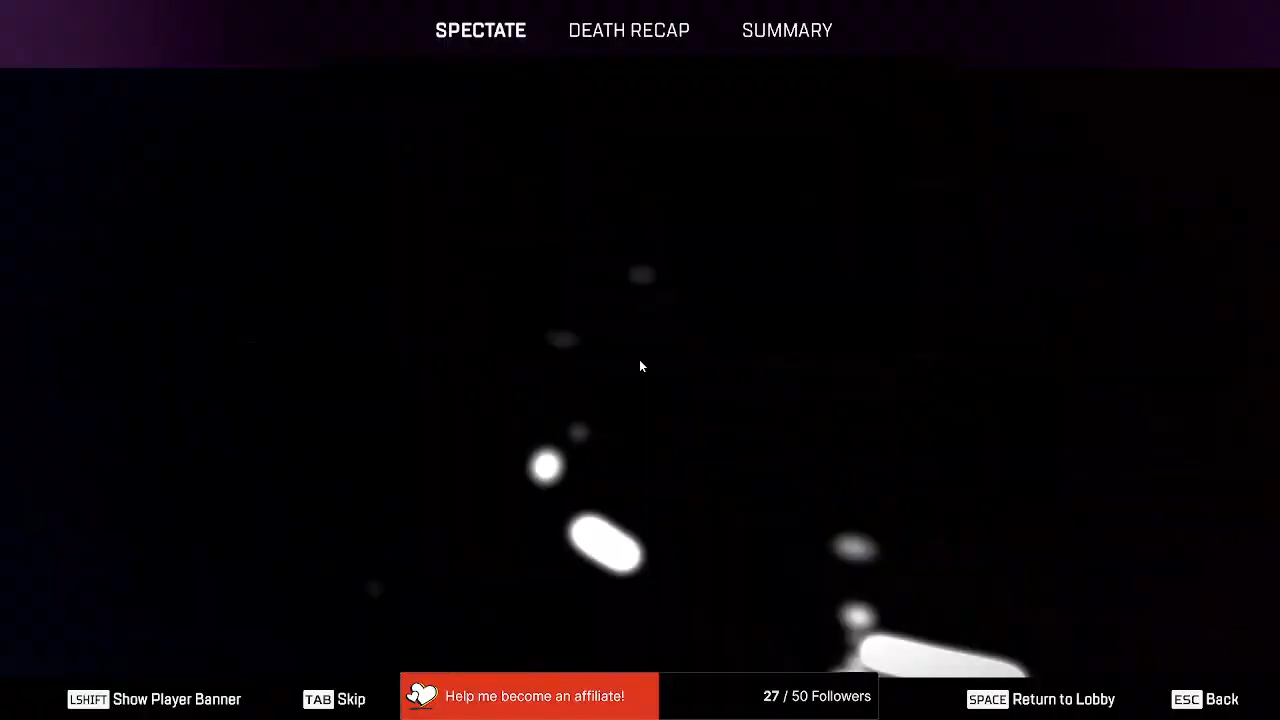 SPECTATE DEATH RECAP SUMMARY
LSHIFT Show Player Banner TAB Skip Help me become an affiliate! 27 / 50 Followers SPACE Return to Lobby ESC Back